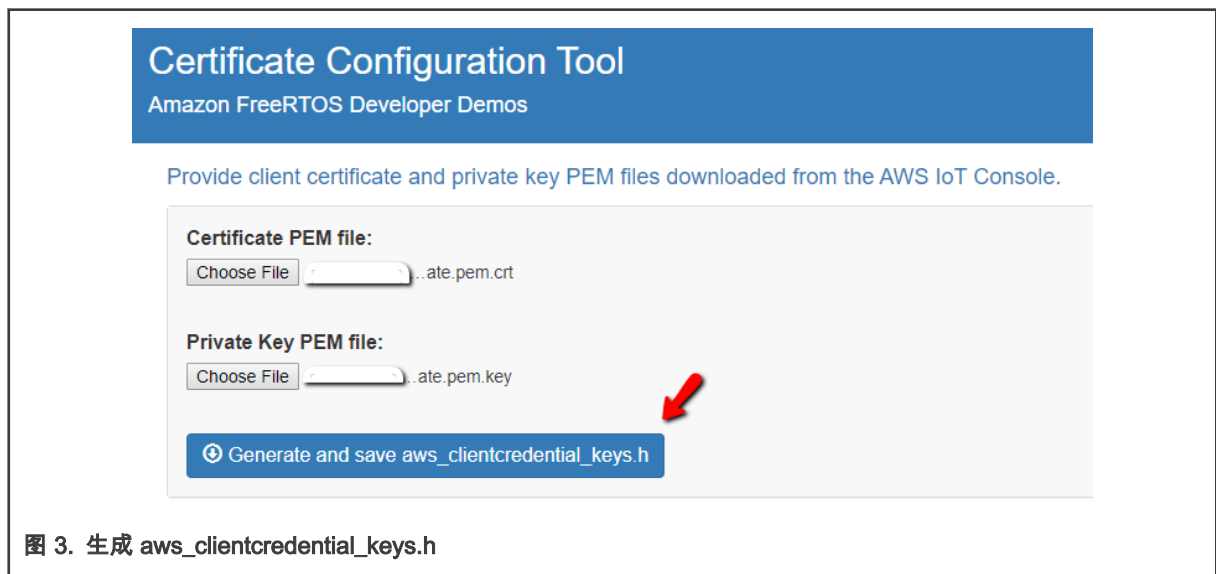 Certificate Configuration Tool
Amazon FreeRTOS Developer Demos
Provide client certificate and private key PEM files downloaded from the AWS IoT Console.
Certificate PEM file:
Choose File ...ate.pem.crt
Private Key PEM file:
Choose File ...ate.pem.key
Generate and save aws_clientcredential_keys.h
图 3. 生成 aws_clientcredential_keys.h